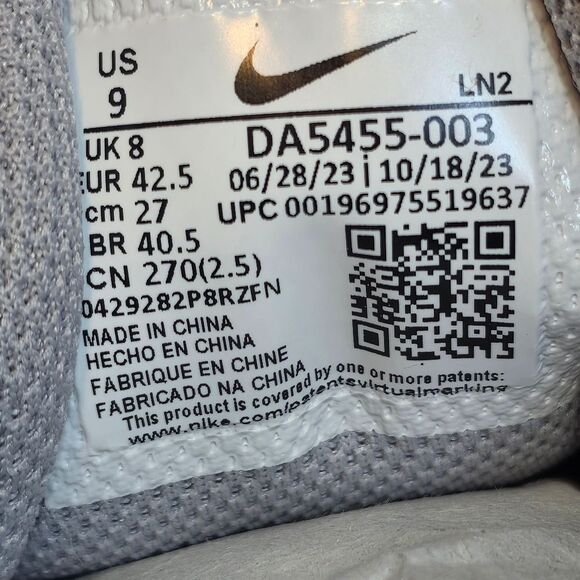 US
9
LN2
UK 8
EUR 42.5
cm 27
BR 40.5
CN 270(2.5)
DA5455-003
06/28/23 | 10/18/23
UPC 00196975519637
0429282P8RZFN
MADE IN CHINA
HECHO EN CHINA
FABRIQUE EN CHINE
FABRICADO NA CHINA
This product is covered by one or more patents:
www.nike.com/patentsvirtualmarking